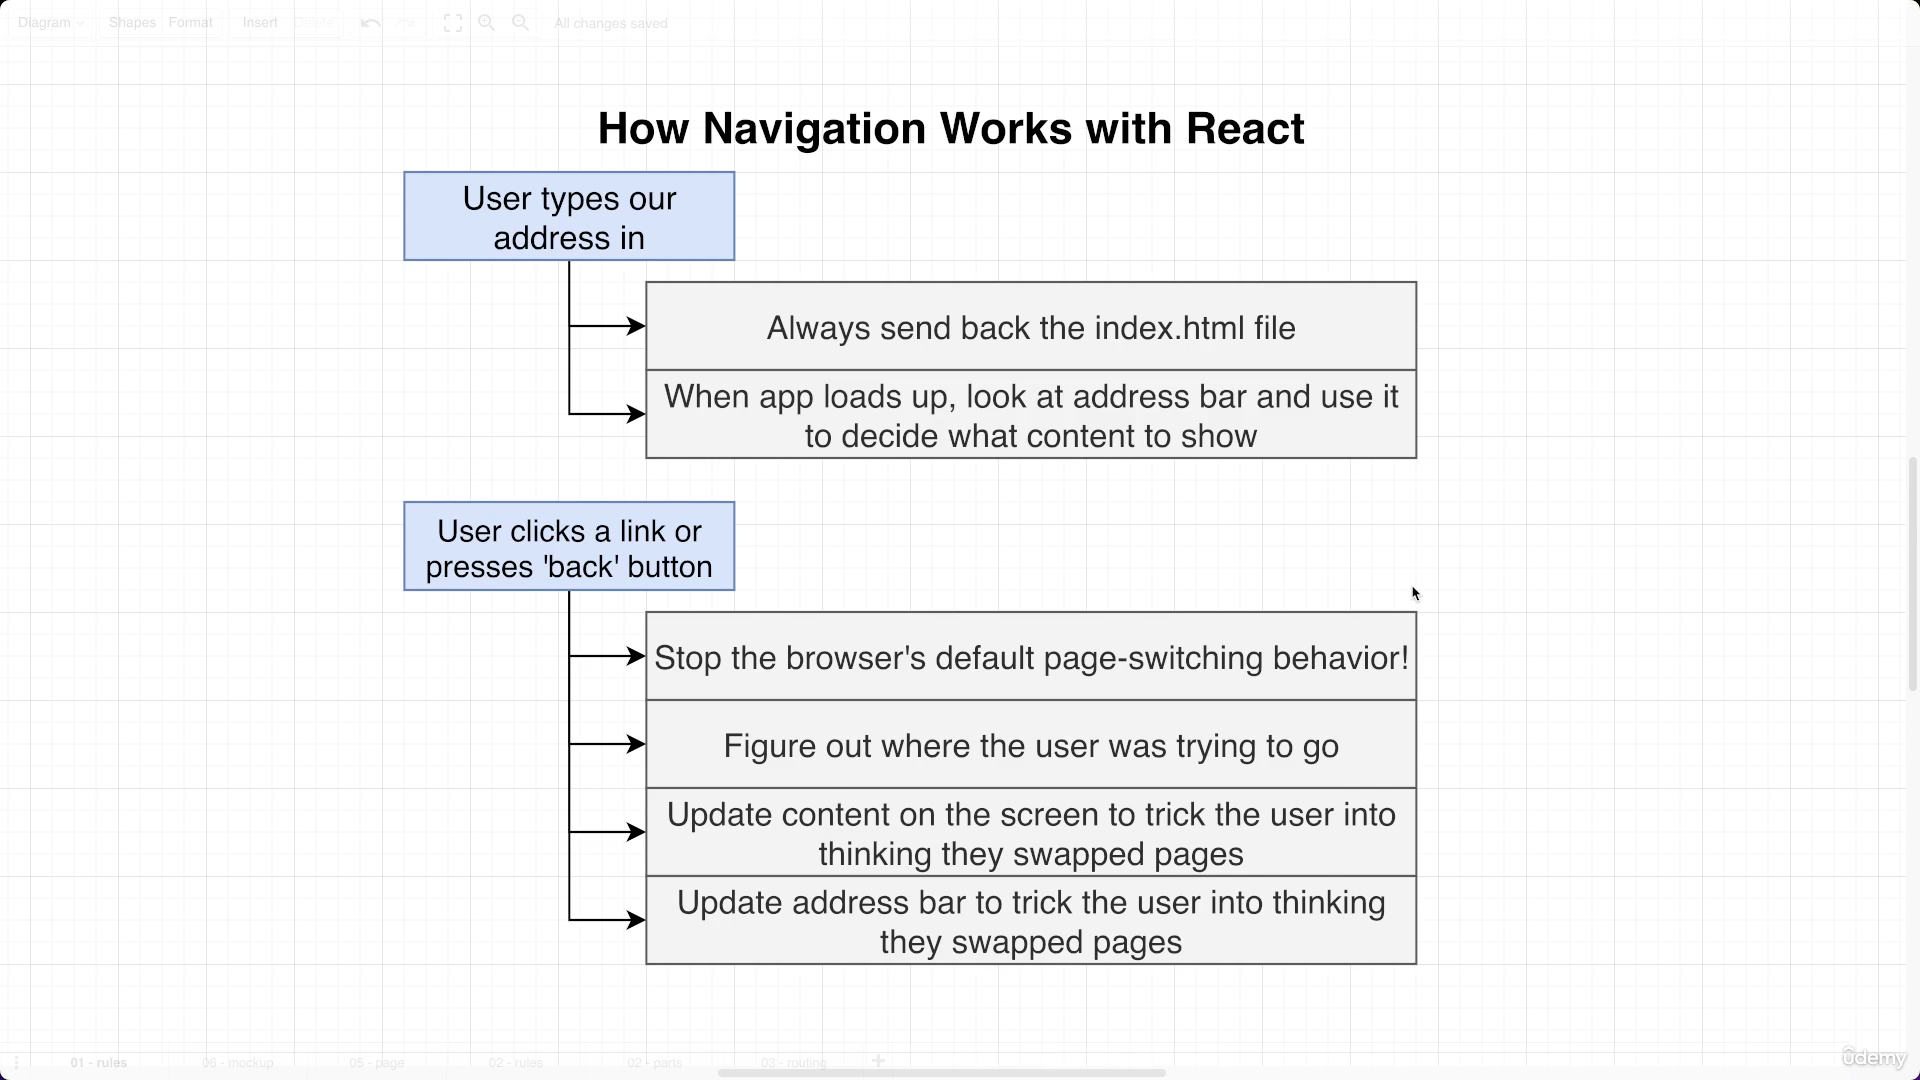 Diagram Shapes Format Insert Delete All changes saved
How Navigation Works with React
User types our
address in
Always send back the index.html file
When app loads up, look at address bar and use it
to decide what content to show
User clicks a link or
presses 'back' button
Stop the browser's default page-switching behavior!
Figure out where the user was trying to go
Update content on the screen to trick the user into
thinking they swapped pages
Update address bar to trick the user into thinking
they swapped pages
01 - rules 06 - mockup 05 - page 02 - rules 02 - parts 03 - routing
ûdemy